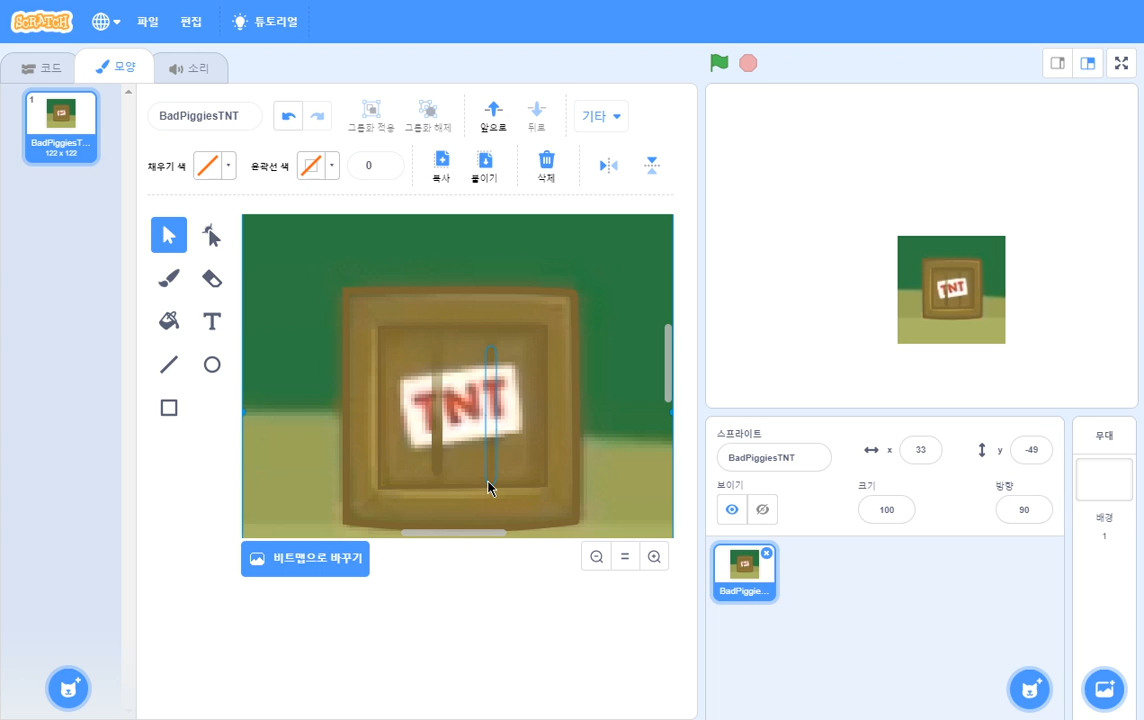 SCRATCH
파일
편집
튜토리얼
코드
모양
소리
1
BadPiggiesT...
122 x 122
BadPiggiesTNT
그룹화 적용
그룹화 해제
앞으로
뒤로
기타
채우기 색
윤곽선 색
0
복사
붙이기
삭제
TNT
비트맵으로 바꾸기
TNT
스프라이트
BadPiggiesTNT
x
33
y
-49
보이기
크기
100
방향
90
BadPiggie...
무대
배경
1